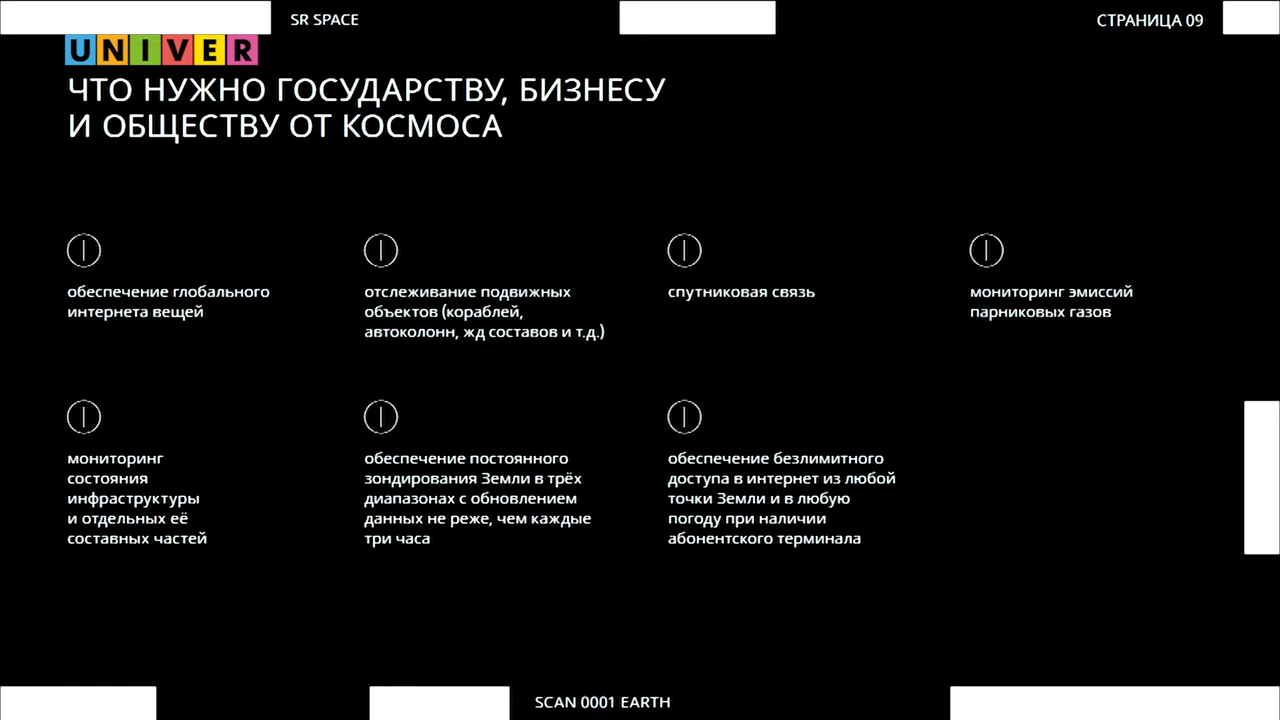 SR SPACE
СТРАНИЦА 09
UNIVER
ЧТО НУЖНО ГОСУДАРСТВУ, БИЗНЕСУ
И ОБЩЕСТВУ ОТ КОСМОСА
обеспечение глобального
интернета вещей
отслеживание подвижных
объектов (кораблей,
автоколонн, жд составов и т.д.)
спутниковая связь
мониторинг эмиссий
парниковых газов
мониторинг
состояния
инфраструктуры
и отдельных её
составных частей
обеспечение постоянного
зондирования Земли в трёх
диапазонах с обновлением
данных не реже, чем каждые
три часа
обеспечение безлимитного
доступа в интернет из любой
точки Земли и в любую
погоду при наличии
абонентского терминала
SCAN 0001 EARTH